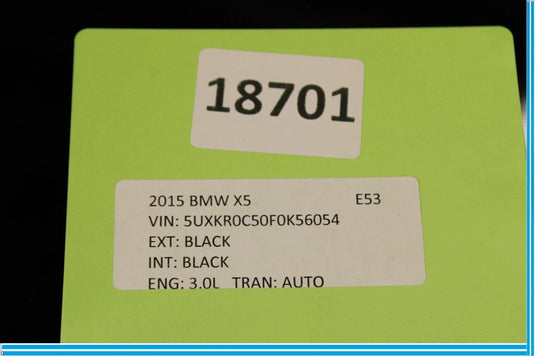 18701
2015 BMW X5 E53
VIN: 5UXKR0C50F0K56054
EXT: BLACK
INT: BLACK
ENG: 3.0L TRAN: AUTO